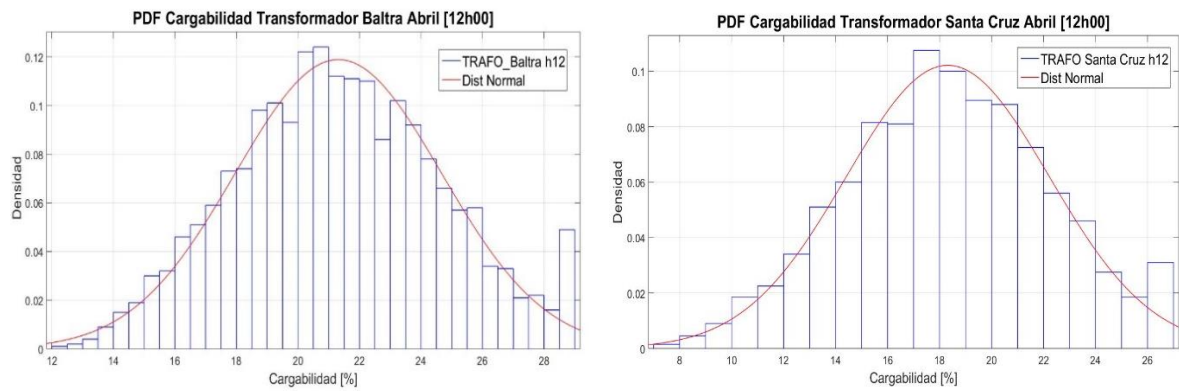 PDF Cargabilidad Transformador Baltra Abril [12h00]
TRAFO_Baltra h12
Dist Normal
Densidad
0.12
0.1
0.08
0.06
0.04
0.02
0
12 14 16 18 20 22 24 26 28
Cargabilidad [%]
PDF Cargabilidad Transformador Santa Cruz Abril [12h00]
TRAFO Santa Cruz h12
Dist Normal
Densidad
0.1
0.08
0.06
0.04
0.02
0
8 10 12 14 16 18 20 22 24 26
Cargabilidad [%]